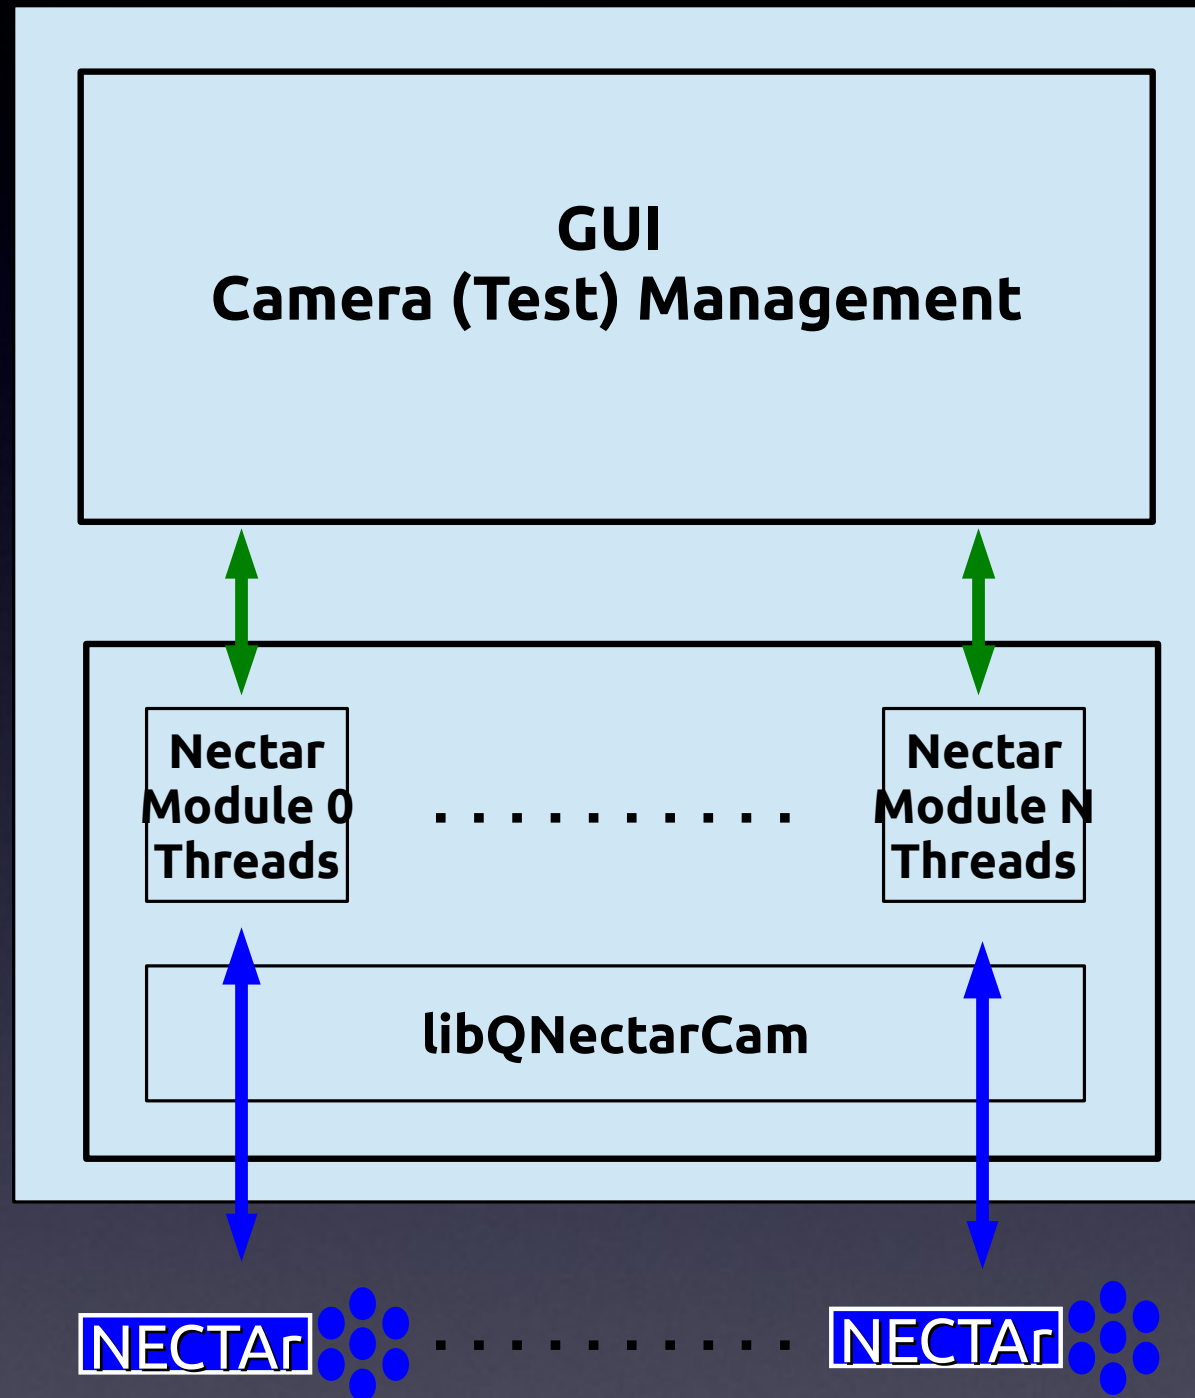 GUI
Camera (Test) Management
Nectar
Module 0
Threads
. . . . . . . . . .
Nectar
Module N
Threads
libQNectarCam
NECTAr
. . . . . . . . . .
NECTAr